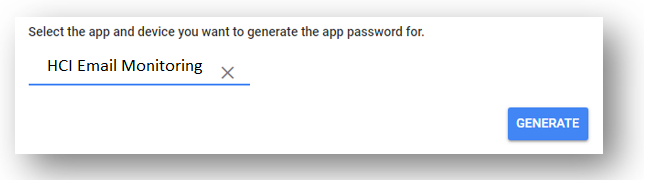 Select the app and device you want to generate the app password for.
HCI Email Monitoring
GENERATE